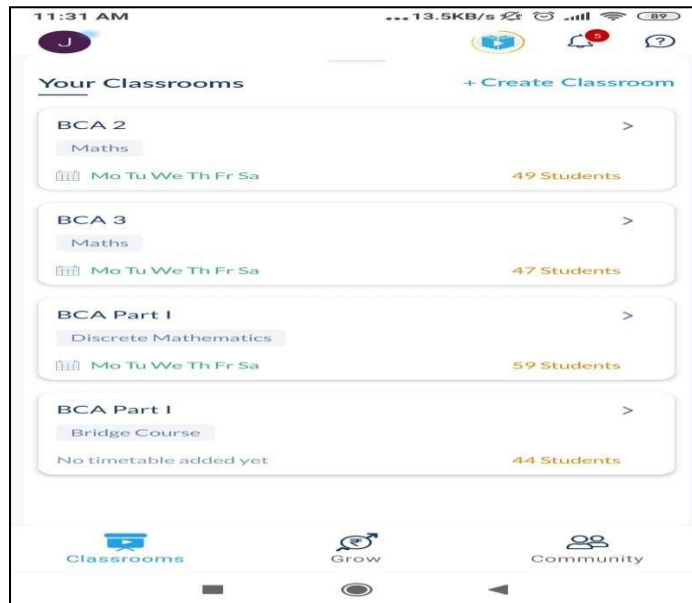 11:31 AM ...13.5KB/s 89
J 5 ?
Your Classrooms + Create Classroom
BCA 2 >
Maths
Mo Tu We Th Fr Sa 49 Students
BCA 3 >
Maths
Mo Tu We Th Fr Sa 47 Students
BCA Part I >
Discrete Mathematics
Mo Tu We Th Fr Sa 59 Students
BCA Part I >
Bridge Course
No timetable added yet 44 Students
₹
Classrooms Grow Community